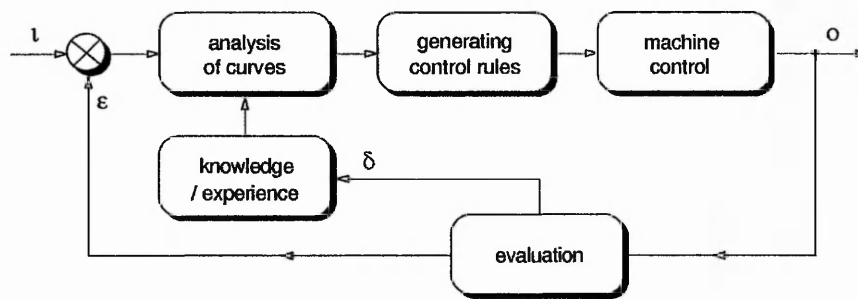 ι
analysis
of curves
generating
control rules
machine
control
o
ε
knowledge
/ experience
δ
evaluation